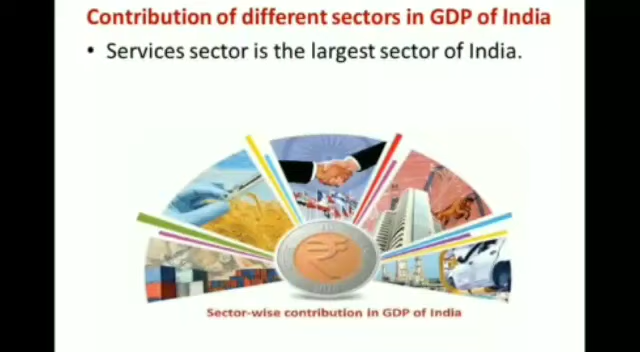 Contribution of different sectors in GDP of India
• Services sector is the largest sector of India.
Sector-wise contribution in GDP of India